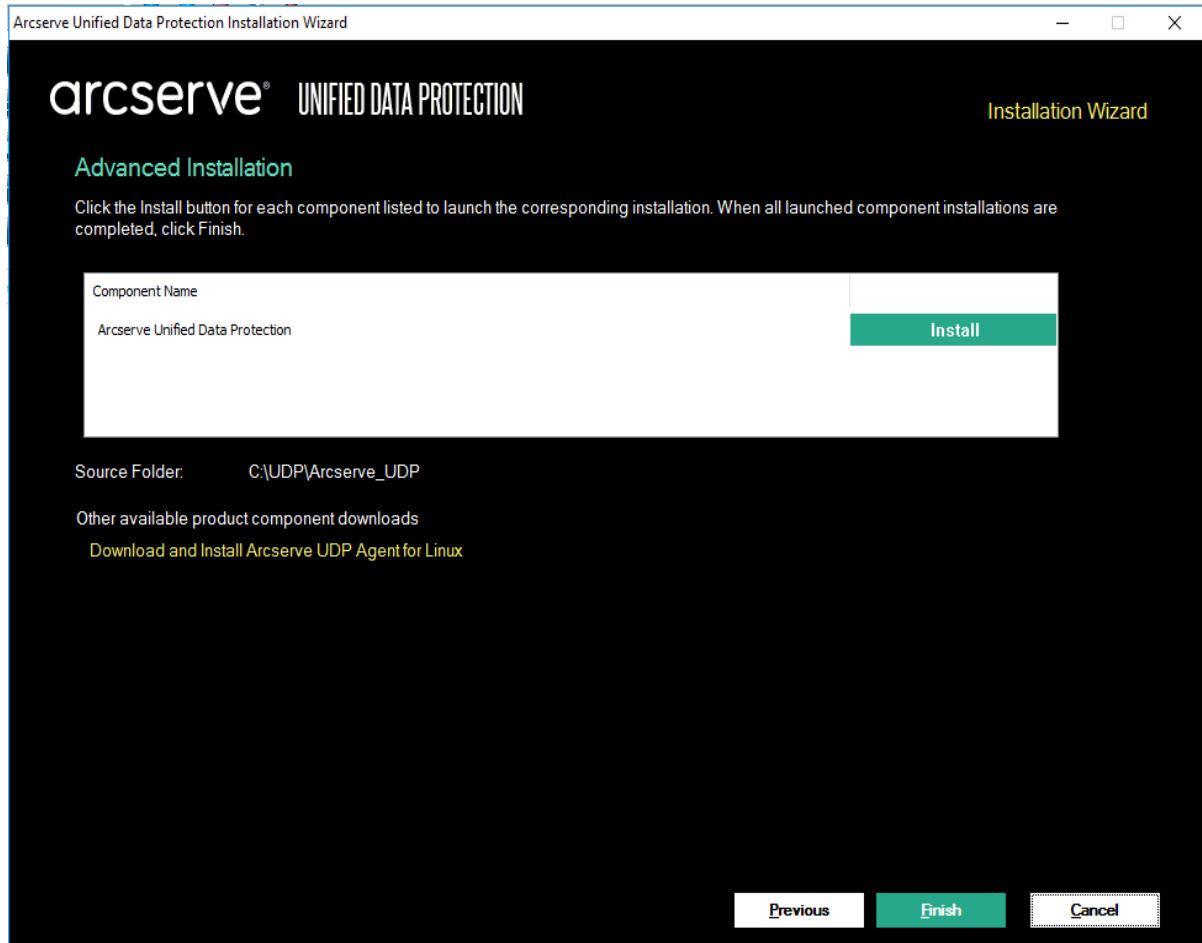 Arcserve Unified Data Protection Installation Wizard
arcserve® UNIFIED DATA PROTECTION
Installation Wizard
Advanced Installation
Click the Install button for each component listed to launch the corresponding installation. When all launched component installations are
completed, click Finish.
Component Name
Arcserve Unified Data Protection
Install
Source Folder: C:\UDP\Arcserve_UDP
Other available product component downloads
Download and Install Arcserve UDP Agent for Linux
Previous
Finish
Cancel